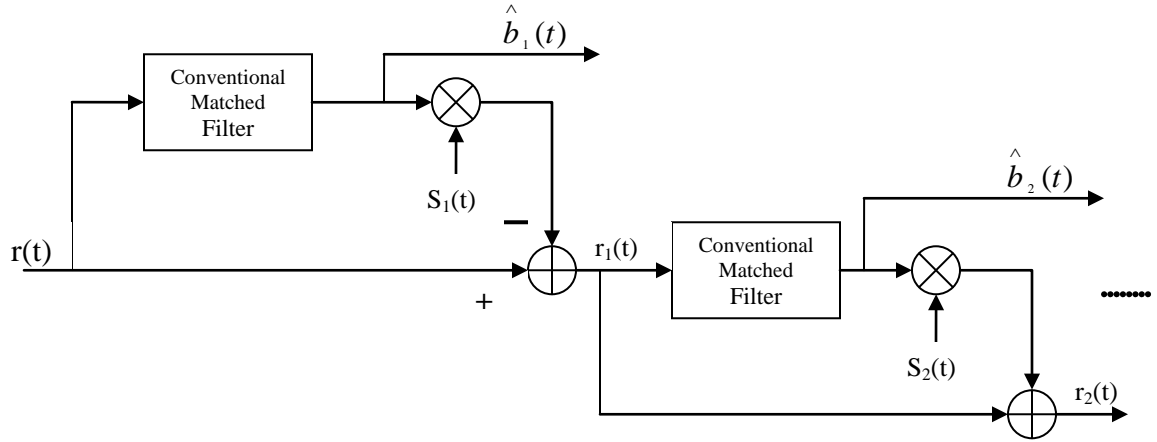 b̂₁(t)
Conventional
Matched
Filter
S₁(t)
−
r(t)
+
r₁(t)
b̂₂(t)
Conventional
Matched
Filter
S₂(t)
........
r₂(t)